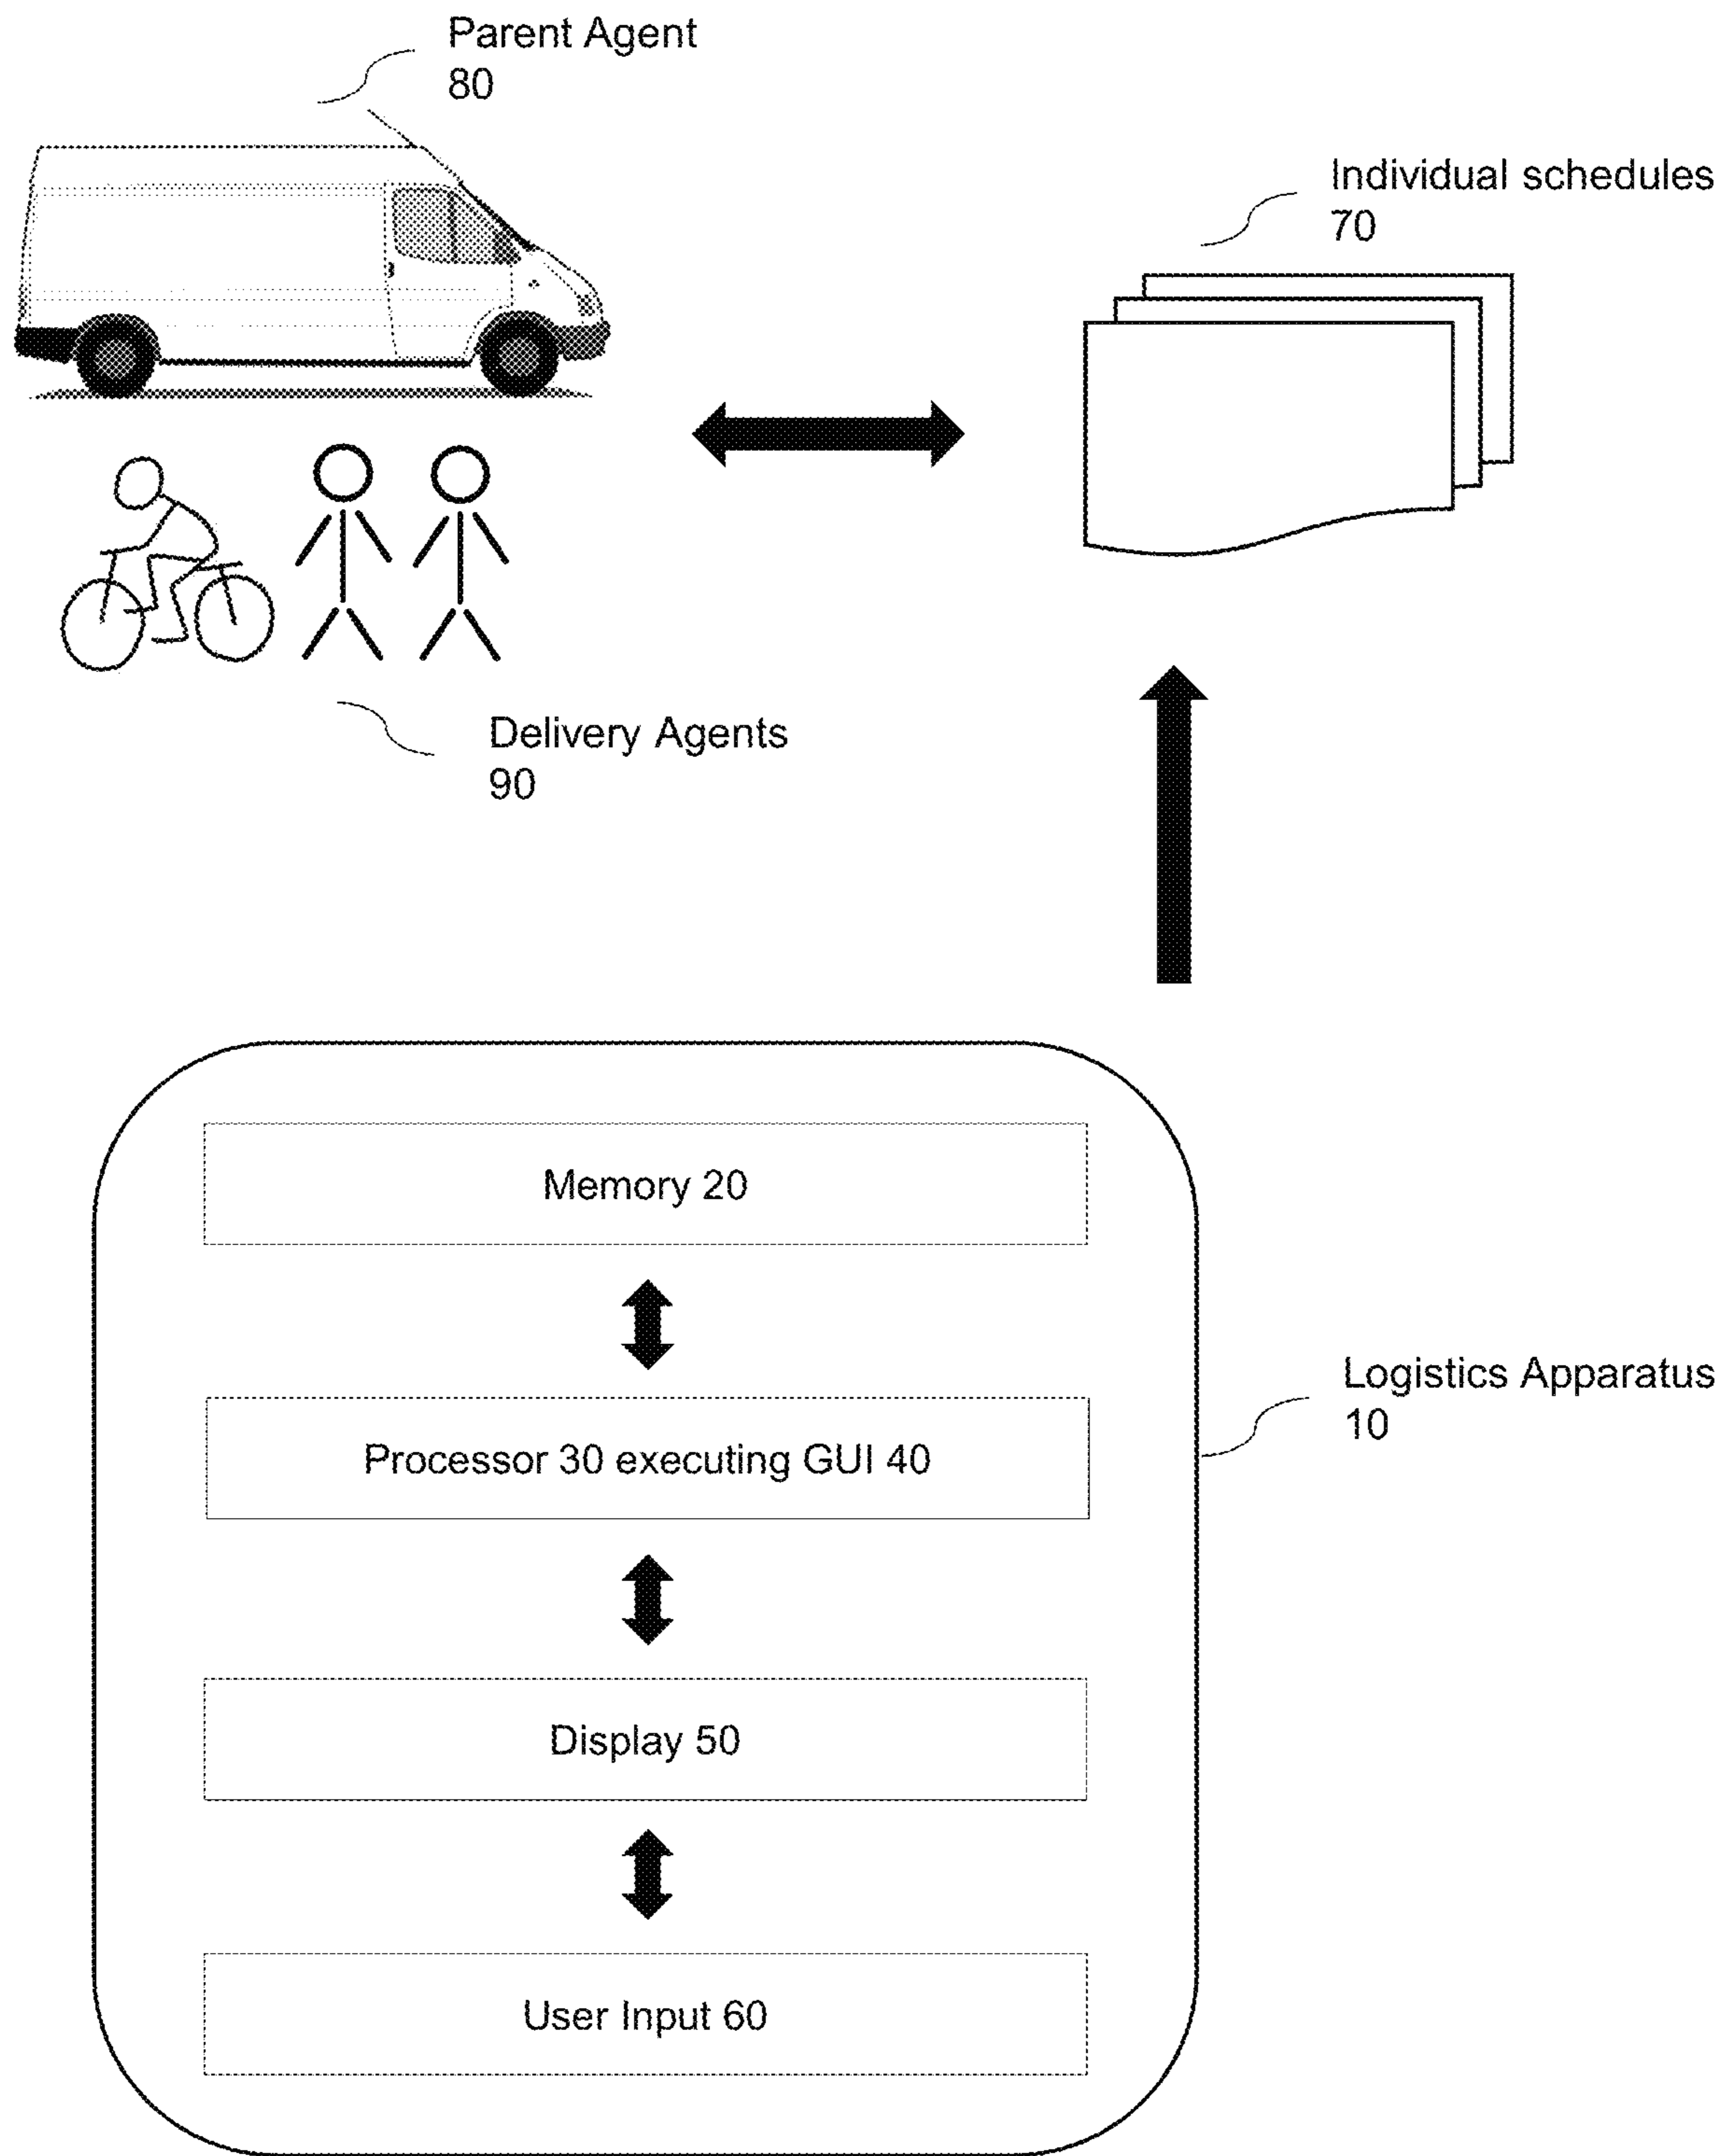 Parent Agent
80
Individual schedules
70
Delivery Agents
90
Memory 20
Processor 30 executing GUI 40
Logistics Apparatus
10
Display 50
User Input 60